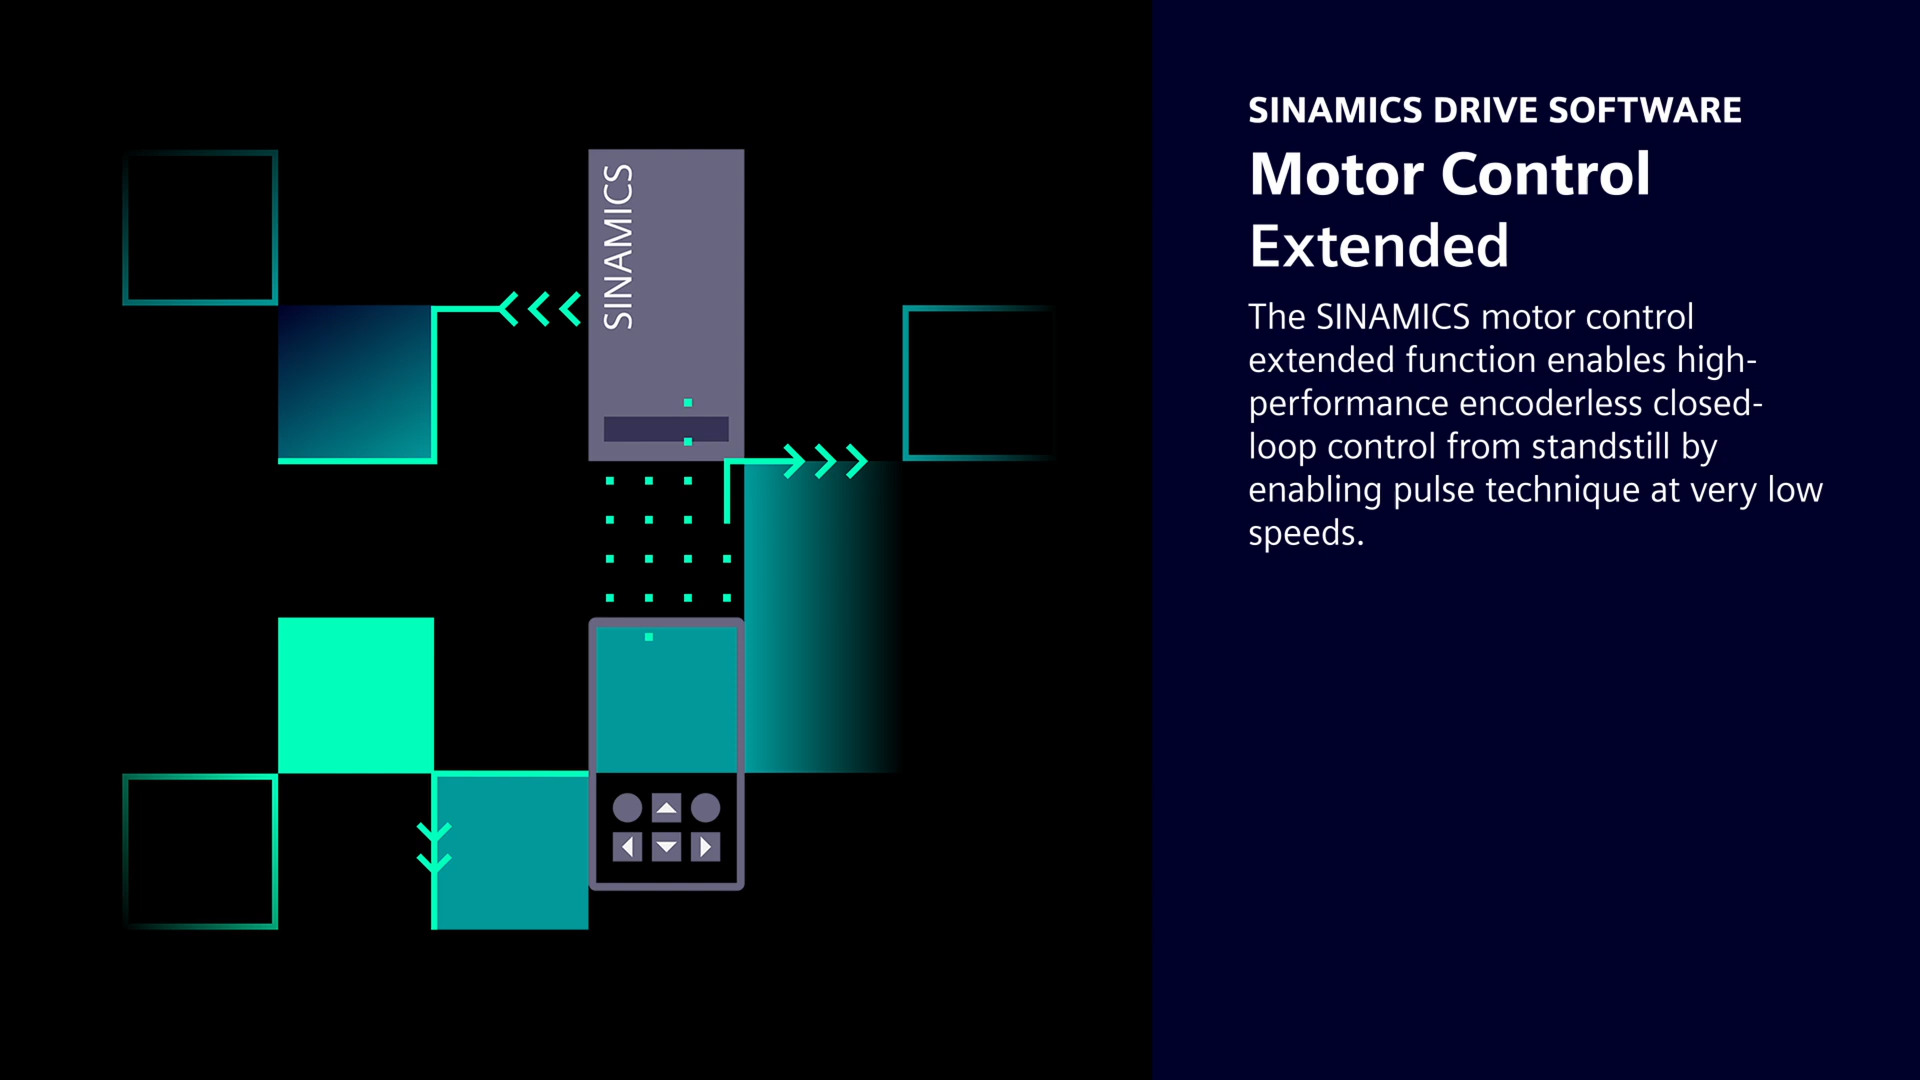 SINAMICS
SINAMICS DRIVE SOFTWARE
Motor Control
Extended
The SINAMICS motor control
extended function enables high-
performance encoderless closed-
loop control from standstill by
enabling pulse technique at very low
speeds.